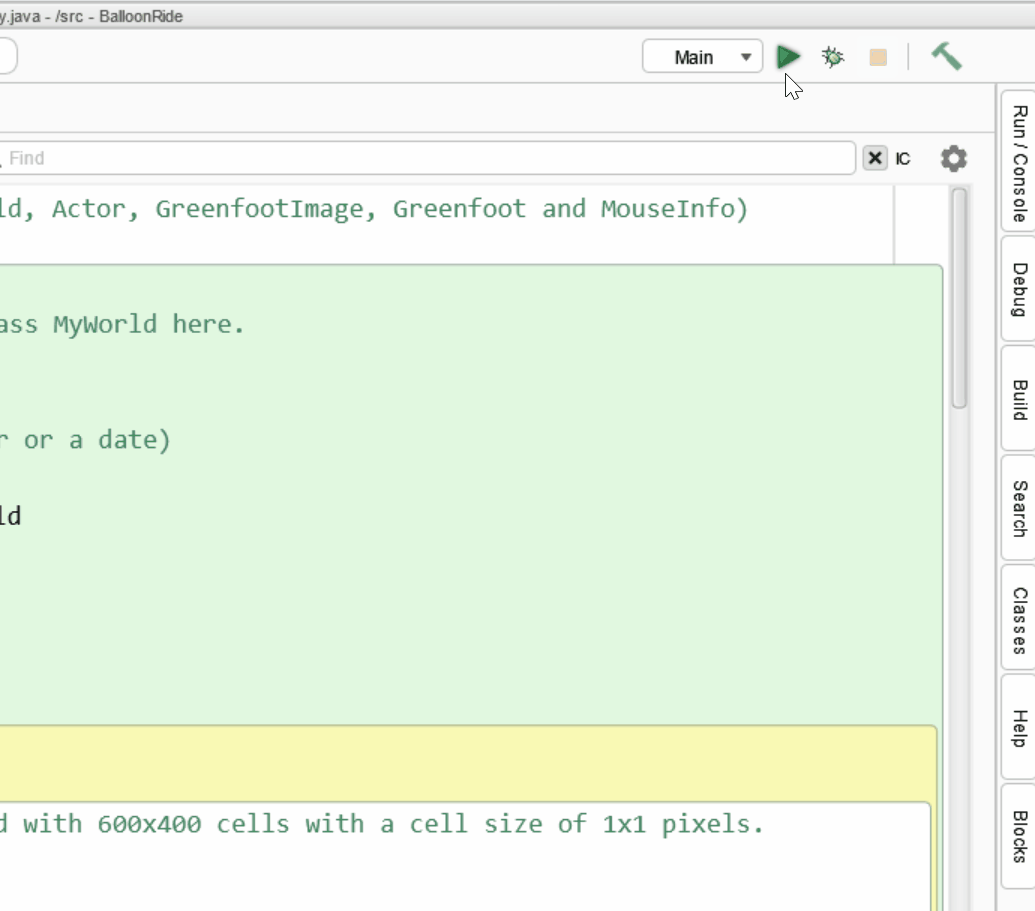 y.java - /src - BalloonRide
Main
Find
IC
ld, Actor, GreenfootImage, Greenfoot and MouseInfo)
ass MyWorld here.
r or a date)
ld
d with 600x400 cells with a cell size of 1x1 pixels.
Run / Console
Debug
Build
Search
Classes
Help
Blocks